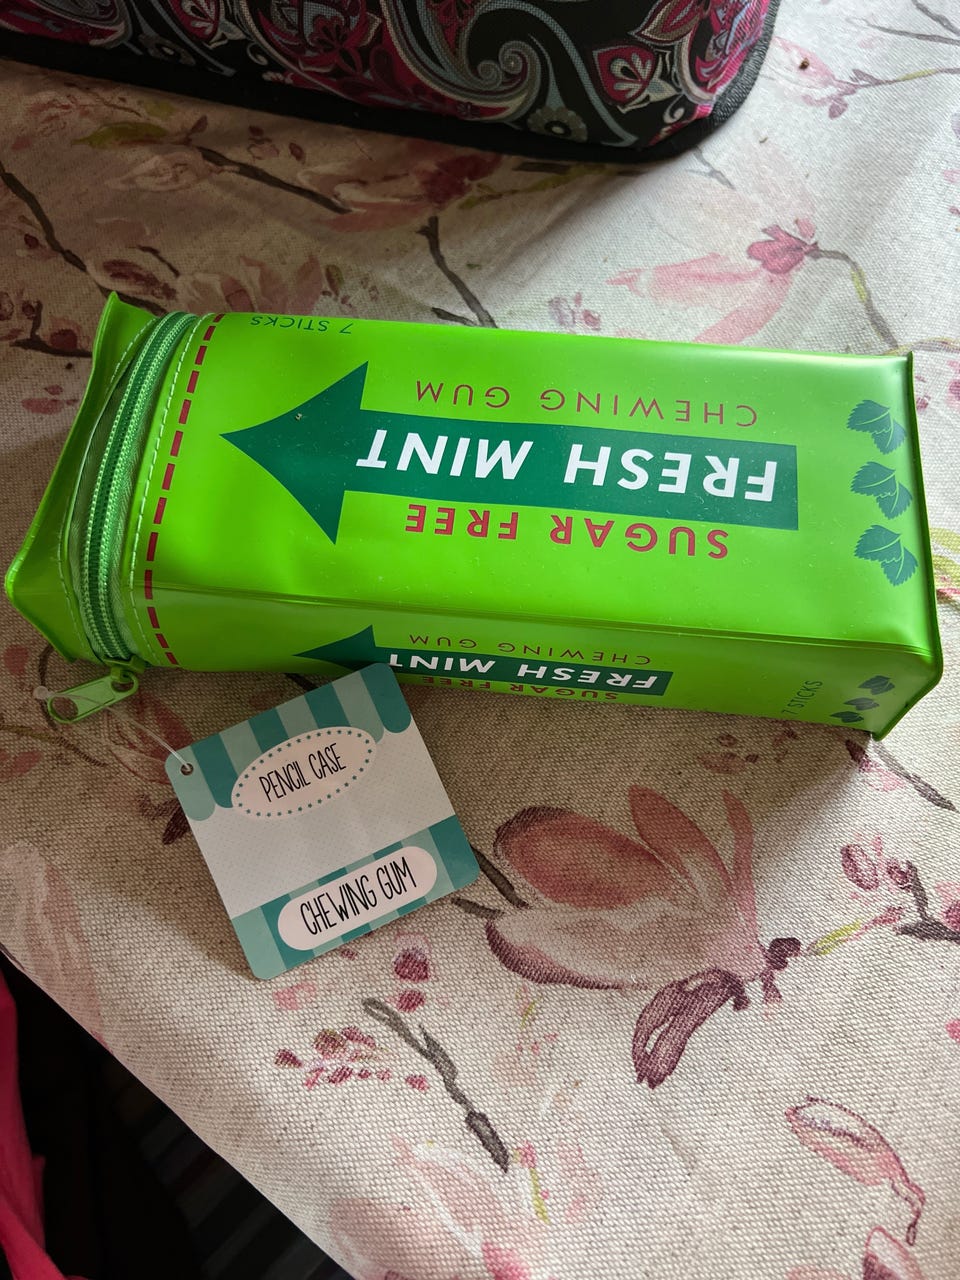 SUGAR FREE
FRESH MINT
CHEWING GUM
7 STICKS
SUGAR FREE
FRESH MINT
CHEWING GUM
7 STICKS
PENCIL CASE
CHEWING GUM